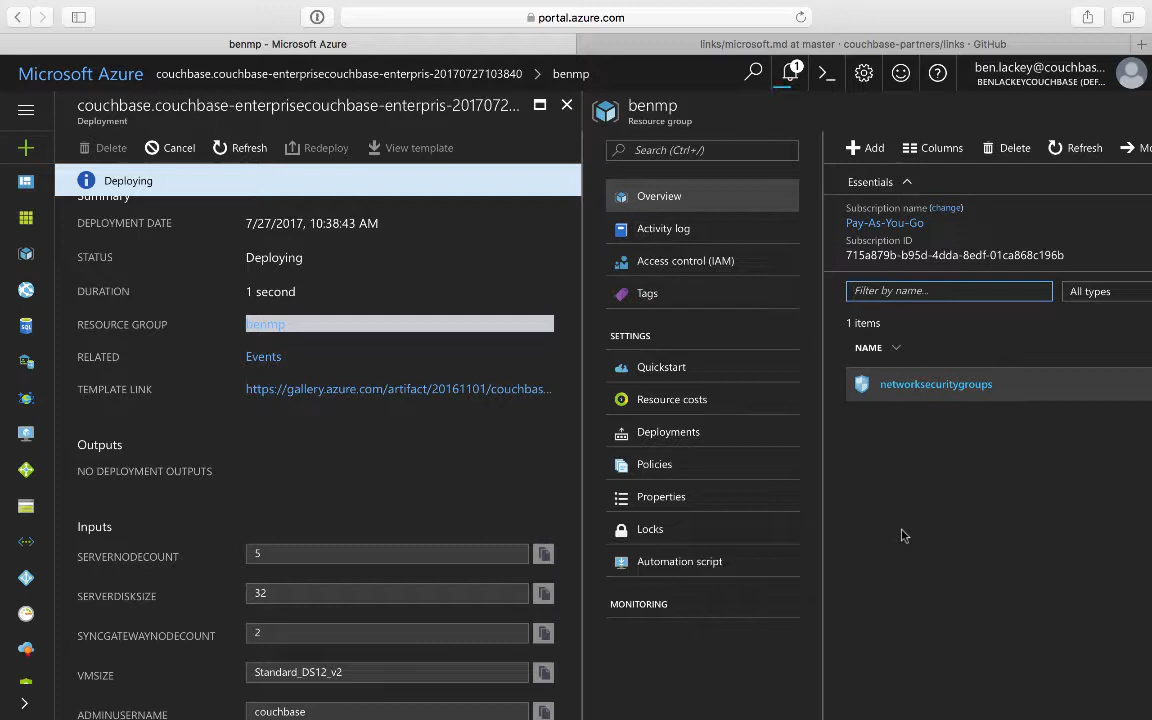 portal.azure.com
benmp - Microsoft Azure
links/microsoft.md at master · couchbase-partners/links · GitHub
Microsoft Azure
couchbase.couchbase-enterprisecouchbase-enterpris-20170727103840 > benmp
1
ben.lackey@couchbas...
BENLACKEYCOUCHBASE (DEF...
couchbase.couchbase-enterprisecouchbase-enterpris-2017072...
Deployment
Delete
Cancel
Refresh
Redeploy
View template
Deploying
Summary
DEPLOYMENT DATE
7/27/2017, 10:38:43 AM
STATUS
Deploying
DURATION
1 second
RESOURCE GROUP
benmp
RELATED
Events
TEMPLATE LINK
https://gallery.azure.com/artifact/20161101/couchbas...
Outputs
NO DEPLOYMENT OUTPUTS
Inputs
SERVERNODECOUNT
5
SERVERDISKSIZE
32
SYNCGATEWAYNODECOUNT
2
VMSIZE
Standard_DS12_v2
ADMINUSERNAME
couchbase
benmp
Resource group
Search (Ctrl+/)
Overview
Activity log
Access control (IAM)
Tags
SETTINGS
Quickstart
Resource costs
Deployments
Policies
Properties
Locks
Automation script
MONITORING
Add
Columns
Delete
Refresh
Mo
Essentials
Subscription name (change)
Pay-As-You-Go
Subscription ID
715a879b-b95d-4dda-8edf-01ca868c196b
Filter by name...
All types
1 items
NAME
networksecuritygroups